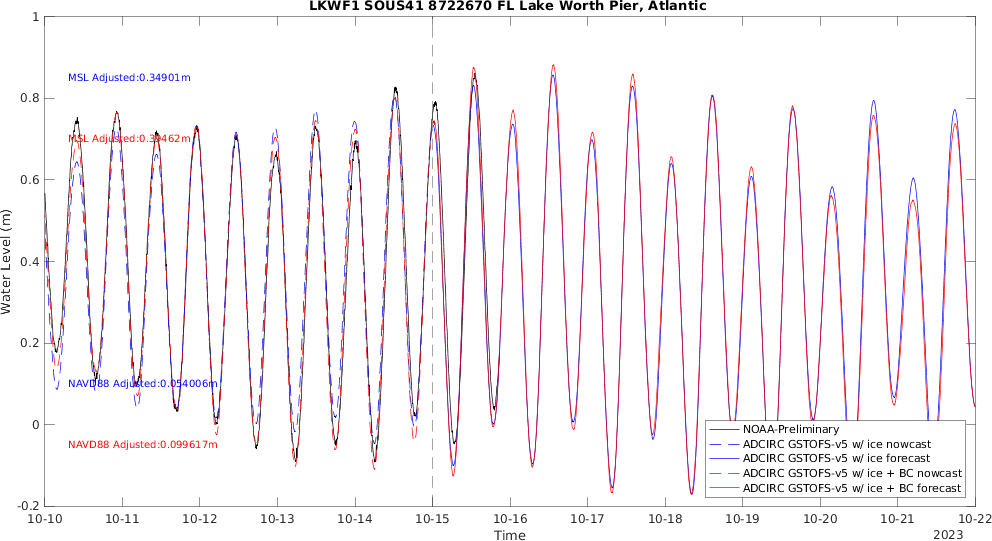 LKWF1 SOUS41 8722670 FL Lake Worth Pier, Atlantic
Water Level (m)
1
0.8
0.6
0.4
0.2
0
-0.2
MSL Adjusted:0.34901m
MSL Adjusted:0.39462m
NAVD88 Adjusted:0.054006m
NAVD88 Adjusted:0.099617m
NOAA-Preliminary
ADCIRC GSTOFS-v5 w/ ice nowcast
ADCIRC GSTOFS-v5 w/ ice forecast
ADCIRC GSTOFS-v5 w/ ice + BC nowcast
ADCIRC GSTOFS-v5 w/ ice + BC forecast
10-10 10-11 10-12 10-13 10-14 10-15 10-16 10-17 10-18 10-19 10-20 10-21 10-22
Time
2023